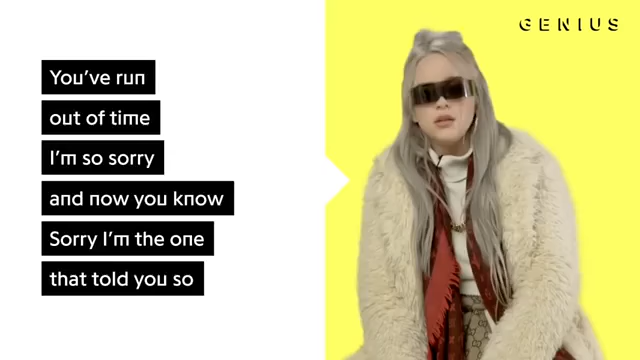 GENIUS
You've run
out of time
I'm so sorry
and now you know
Sorry I'm the one
that told you so